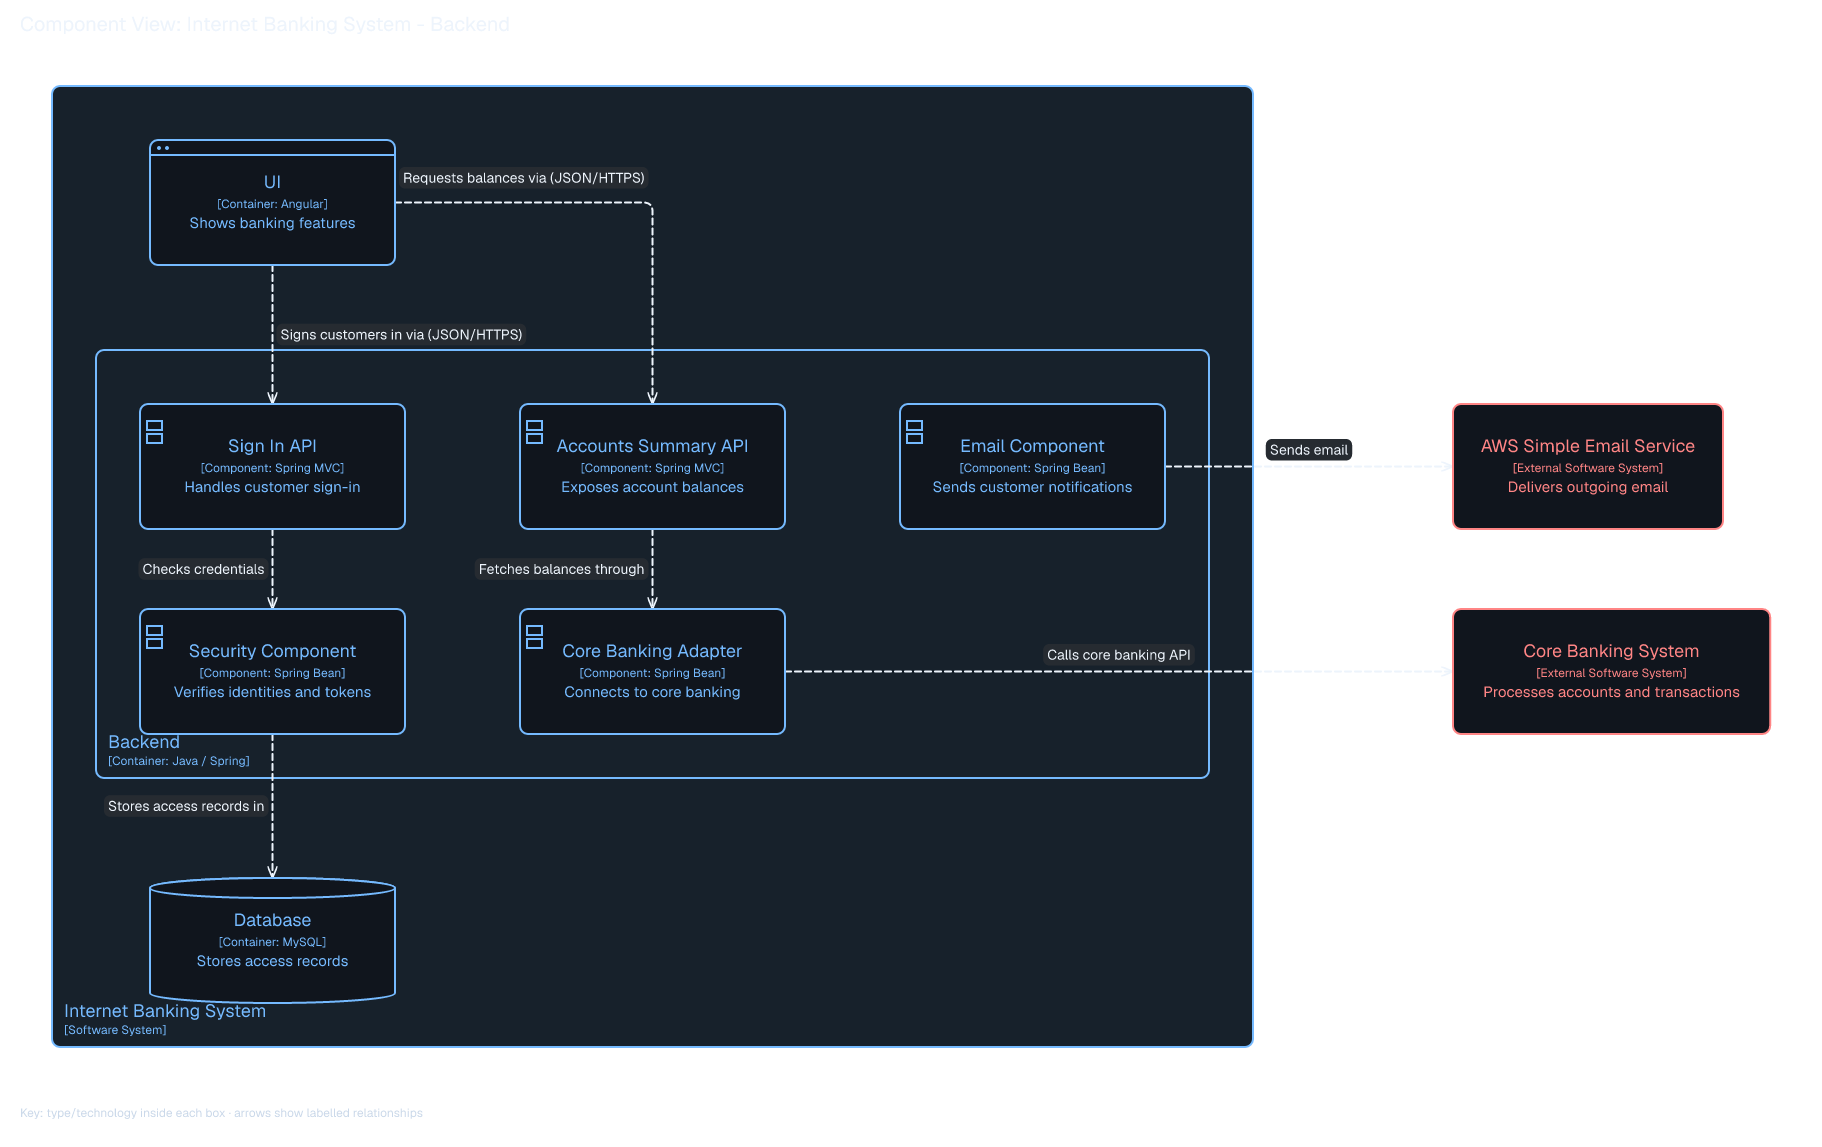 Component View: Internet Banking System - Backend
UI
[Container: Angular]
Shows banking features
Requests balances via (JSON/HTTPS)
Signs customers in via (JSON/HTTPS)
Sign In API
[Component: Spring MVC]
Handles customer sign-in
Accounts Summary API
[Component: Spring MVC]
Exposes account balances
Email Component
[Component: Spring Bean]
Sends customer notifications
Sends email
AWS Simple Email Service
[External Software System]
Delivers outgoing email
Checks credentials
Fetches balances through
Security Component
[Component: Spring Bean]
Verifies identities and tokens
Core Banking Adapter
[Component: Spring Bean]
Connects to core banking
Calls core banking API
Core Banking System
[External Software System]
Processes accounts and transactions
Backend
[Container: Java / Spring]
Stores access records in
Database
[Container: MySQL]
Stores access records
Internet Banking System
[Software System]
Key: type/technology inside each box · arrows show labelled relationships